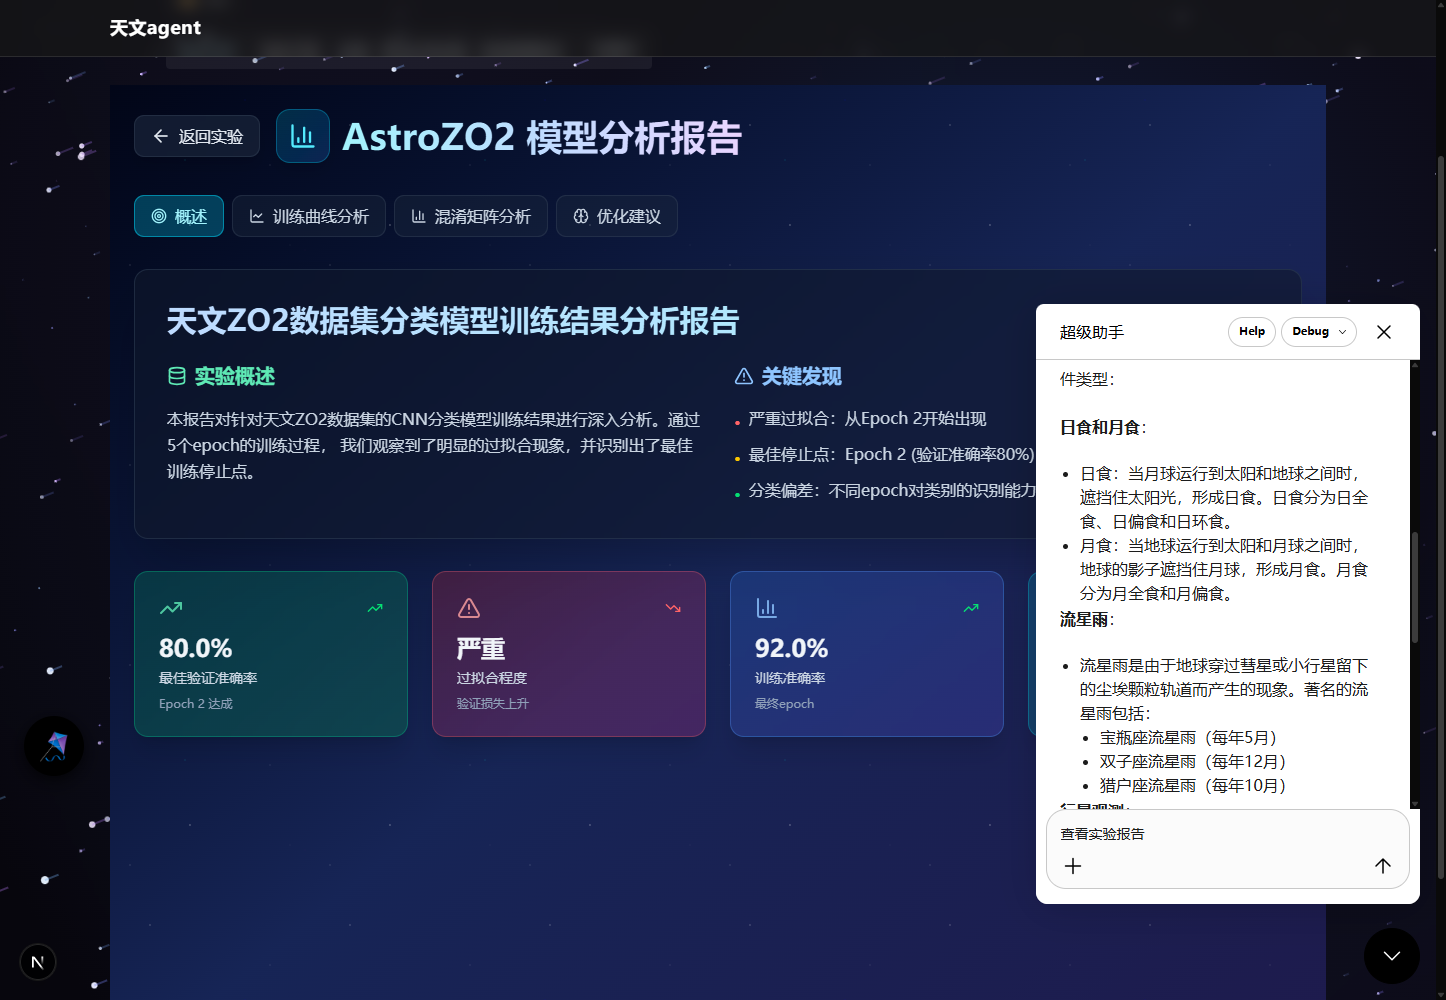 天文agent
返回实验
AstroZO2 模型分析报告
概述
训练曲线分析
混淆矩阵分析
优化建议
天文ZO2数据集分类模型训练结果分析报告
实验概述
本报告对针对天文ZO2数据集的CNN分类模型训练结果进行深入分析。通过
5个epoch的训练过程， 我们观察到了明显的过拟合现象，并识别出了最佳
训练停止点。
关键发现
严重过拟合：从Epoch 2开始出现
最佳停止点：Epoch 2 (验证准确率80%)
分类偏差：不同epoch对类别的识别能力
80.0%
最佳验证准确率
Epoch 2 达成
严重
过拟合程度
验证损失上升
92.0%
训练准确率
最终epoch
超级助手
Help
Debug
件类型：
日食和月食：
日食：当月球运行到太阳和地球之间时，
遮挡住太阳光，形成日食。日食分为日全
食、日偏食和日环食。
月食：当地球运行到太阳和月球之间时，
地球的影子遮挡住月球，形成月食。月食
分为月全食和月偏食。
流星雨：
流星雨是由于地球穿过彗星或小行星留下
的尘埃颗粒轨道而产生的现象。著名的流
星雨包括：
宝瓶座流星雨（每年5月）
双子座流星雨（每年12月）
猎户座流星雨（每年10月）
行星观测：
查看实验报告
N